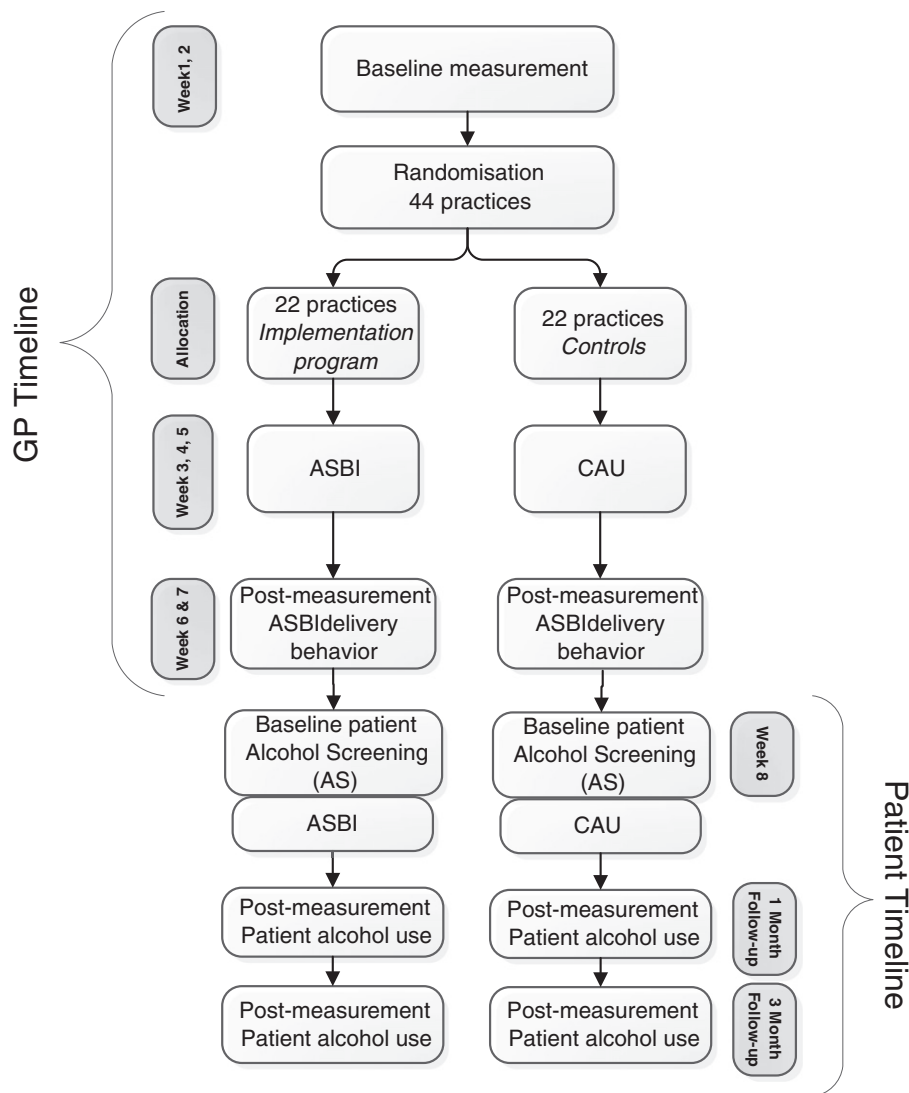 GP Timeline
Week1, 2
Baseline measurement
Randomisation
44 practices
Allocation
22 practices
Implementation
program
22 practices
Controls
Week 3, 4, 5
ASBI
CAU
Week 6 & 7
Post-measurement
ASBIdelivery
behavior
Post-measurement
ASBIdelivery
behavior
Patient Timeline
Baseline patient
Alcohol Screening
(AS)
Baseline patient
Alcohol Screening
(AS)
Week 8
ASBI
CAU
Post-measurement
Patient alcohol use
Post-measurement
Patient alcohol use
1 Month
Follow-up
Post-measurement
Patient alcohol use
Post-measurement
Patient alcohol use
3 Month
Follow-up